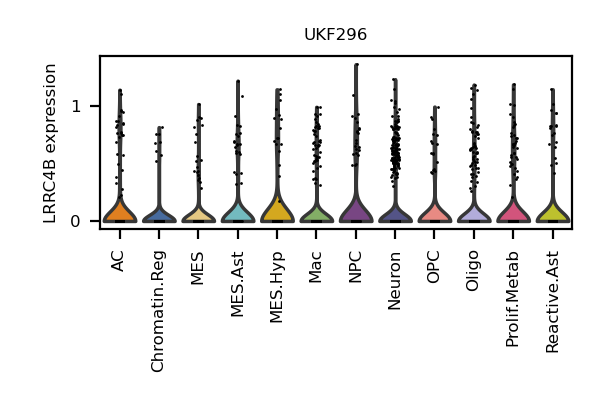 UKF296
LRRC4B expression
1
0
AC
Chromatin.Reg
MES
MES.Ast
MES.Hyp
Mac
NPC
Neuron
OPC
Oligo
Prolif.Metab
Reactive.Ast